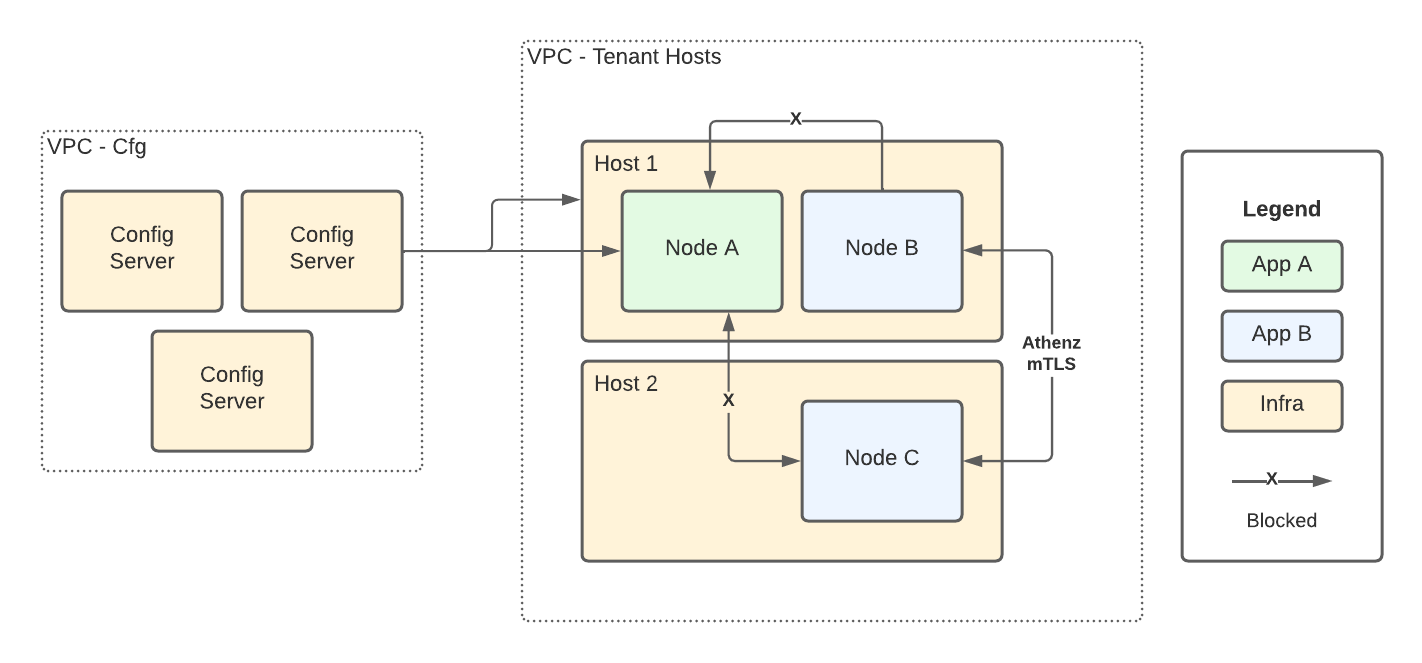 VPC - Tenant Hosts
X
VPC - Cfg
Host 1
Config
Server
Config
Server
Node A
Node B
Config
Server
Athenz
mTLS
Host 2
X
Node C
Legend
App A
App B
Infra
X
Blocked